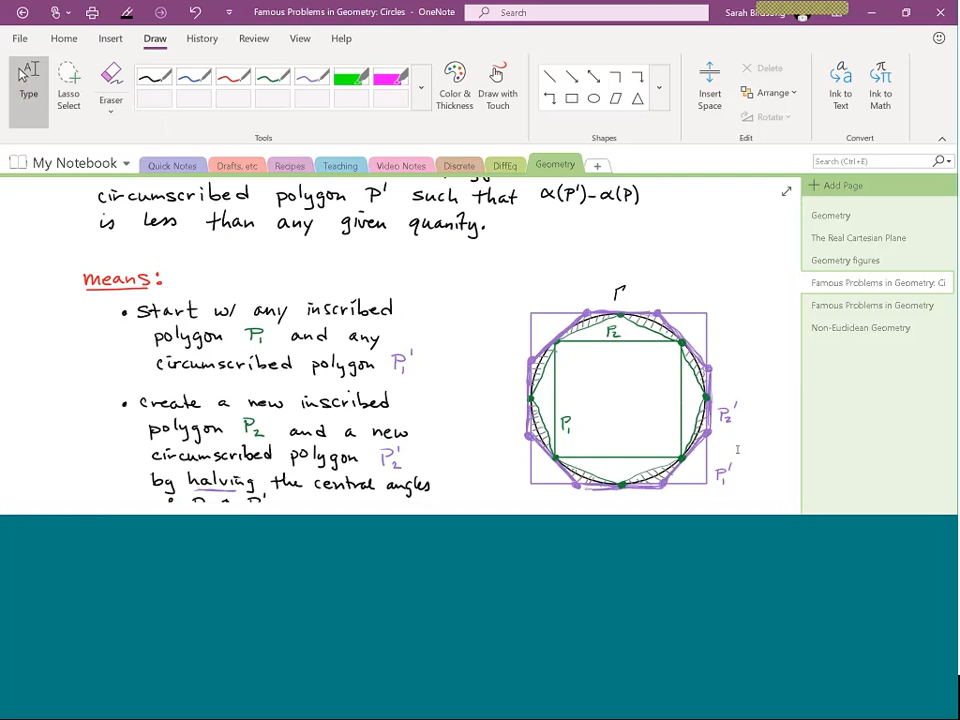 Famous Problems in Geometry: Circles - OneNote
Search
Sarah
File Home Insert Draw History Review View Help
Type
Lasso Select
Eraser
Color & Thickness
Draw with Touch
Insert Space
Delete
Arrange
Rotate
Ink to Text
Ink to Math
Tools
Shapes
Edit
Convert
My Notebook
Quick Notes Drafts, etc Recipes Teaching Video Notes Discrete DiffEq Geometry
Search (Ctrl+E)
circumscribed polygon P' such that α(P')-α(P)
is less than any given quantity.
means:
• start w/ any inscribed
polygon P₁ and any
circumscribed polygon P₁'
• create a new inscribed
polygon P₂ and a new
circumscribed polygon P₂'
by halving the central angles
Γ
P₂
P₁
P₂'
P₁'
Add Page
Geometry
The Real Cartesian Plane
Geometry figures
Famous Problems in Geometry: Ci
Famous Problems in Geometry
Non-Euclidean Geometry